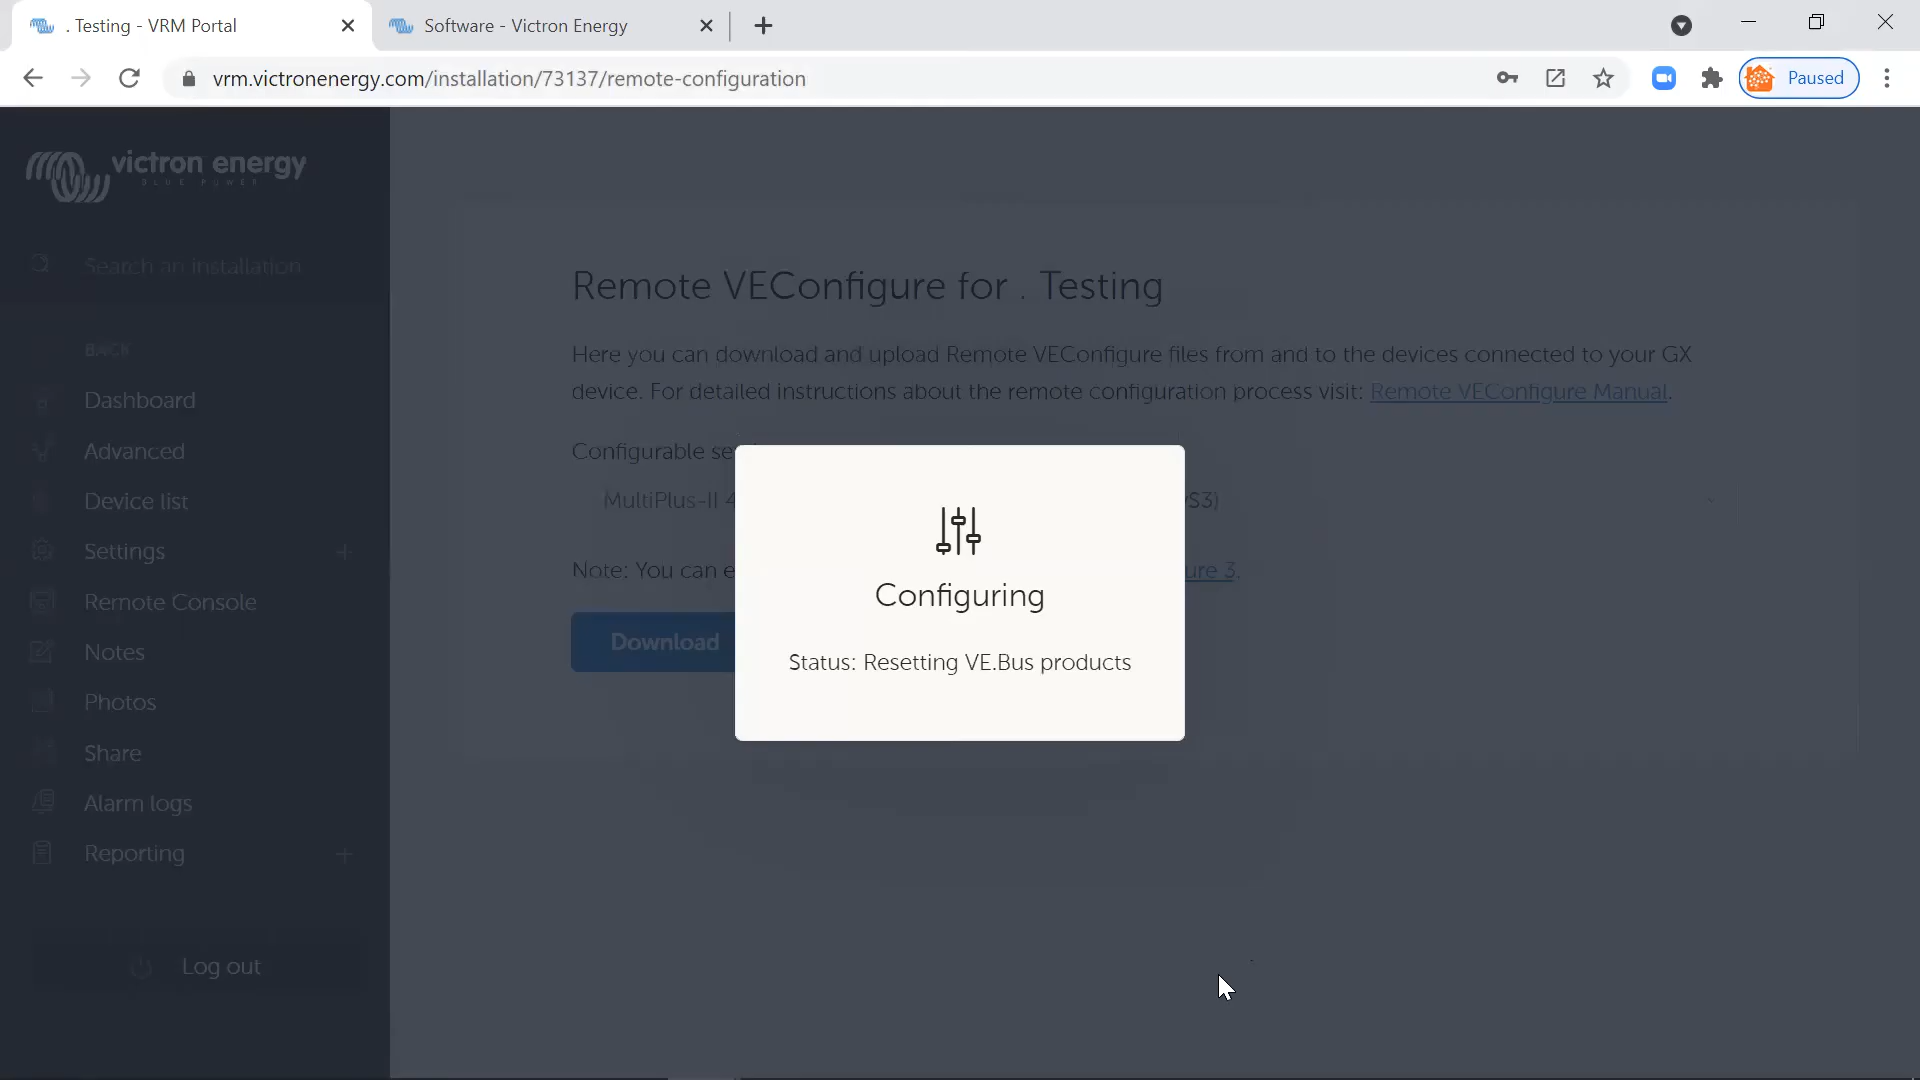 . Testing - VRM Portal
Software - Victron Energy
vrm.victronenergy.com/installation/73137/remote-configuration
Paused
victron energy
BLUE POWER
Search an installation
BACK
Dashboard
Advanced
Device list
Settings
Remote Console
Notes
Photos
Share
Alarm logs
Reporting
Log out
Remote VEConfigure for . Testing
Here you can download and upload Remote VEConfigure files from and to the devices connected to your GX
device. For detailed instructions about the remote configuration process visit: Remote VEConfigure Manual.
Configurable se
MultiPlus-II 4 S3)
Note: You can e ure 3.
Download
Configuring
Status: Resetting VE.Bus products